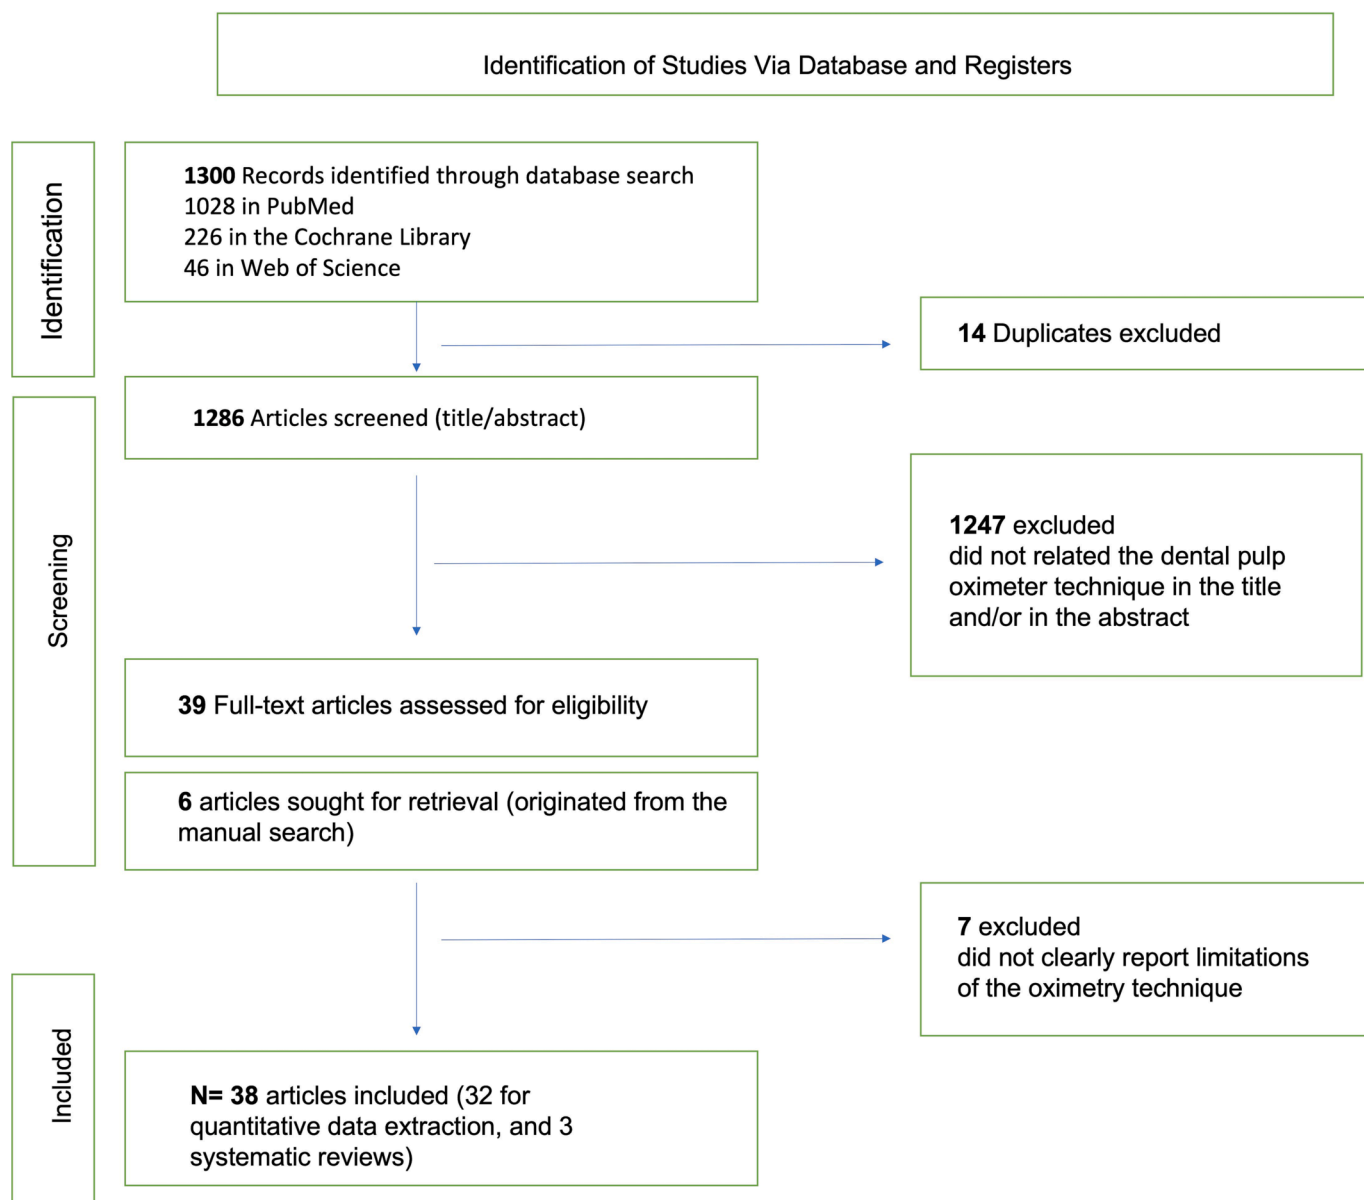 Identification of Studies Via Database and Registers
Identification
1300 Records identified through database search
1028 in PubMed
226 in the Cochrane Library
46 in Web of Science
14 Duplicates excluded
Screening
1286 Articles screened (title/abstract)
1247 excluded
did not related the dental pulp
oximeter technique in the title
and/or in the abstract
39 Full-text articles assessed for eligibility
6 articles sought for retrieval (originated from the
manual search)
7 excluded
did not clearly report limitations
of the oximetry technique
Included
N= 38 articles included (32 for
quantitative data extraction, and 3
systematic reviews)